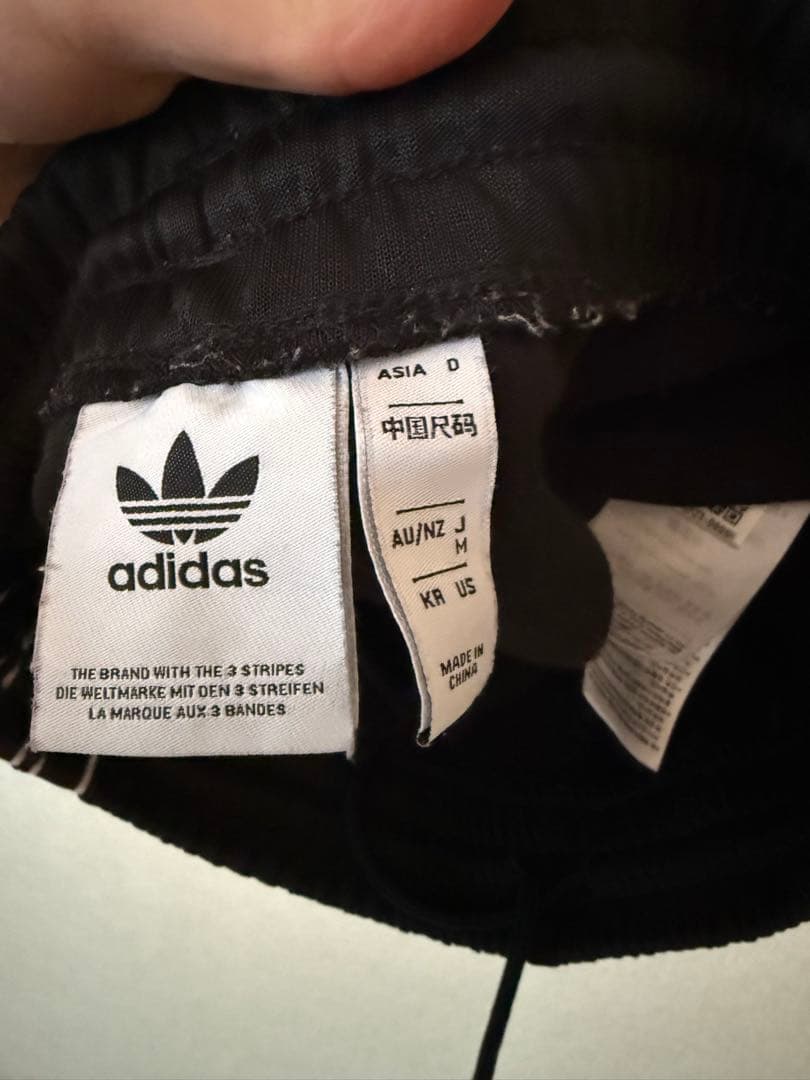 adidas
THE BRAND WITH THE 3 STRIPES
DIE WELTMARKE MIT DEN 3 STREIFEN
LA MARQUE AUX 3 BANDES
ASIA D
中国尺码
AU/NZ J
M
KR US
MADE IN
CHINA